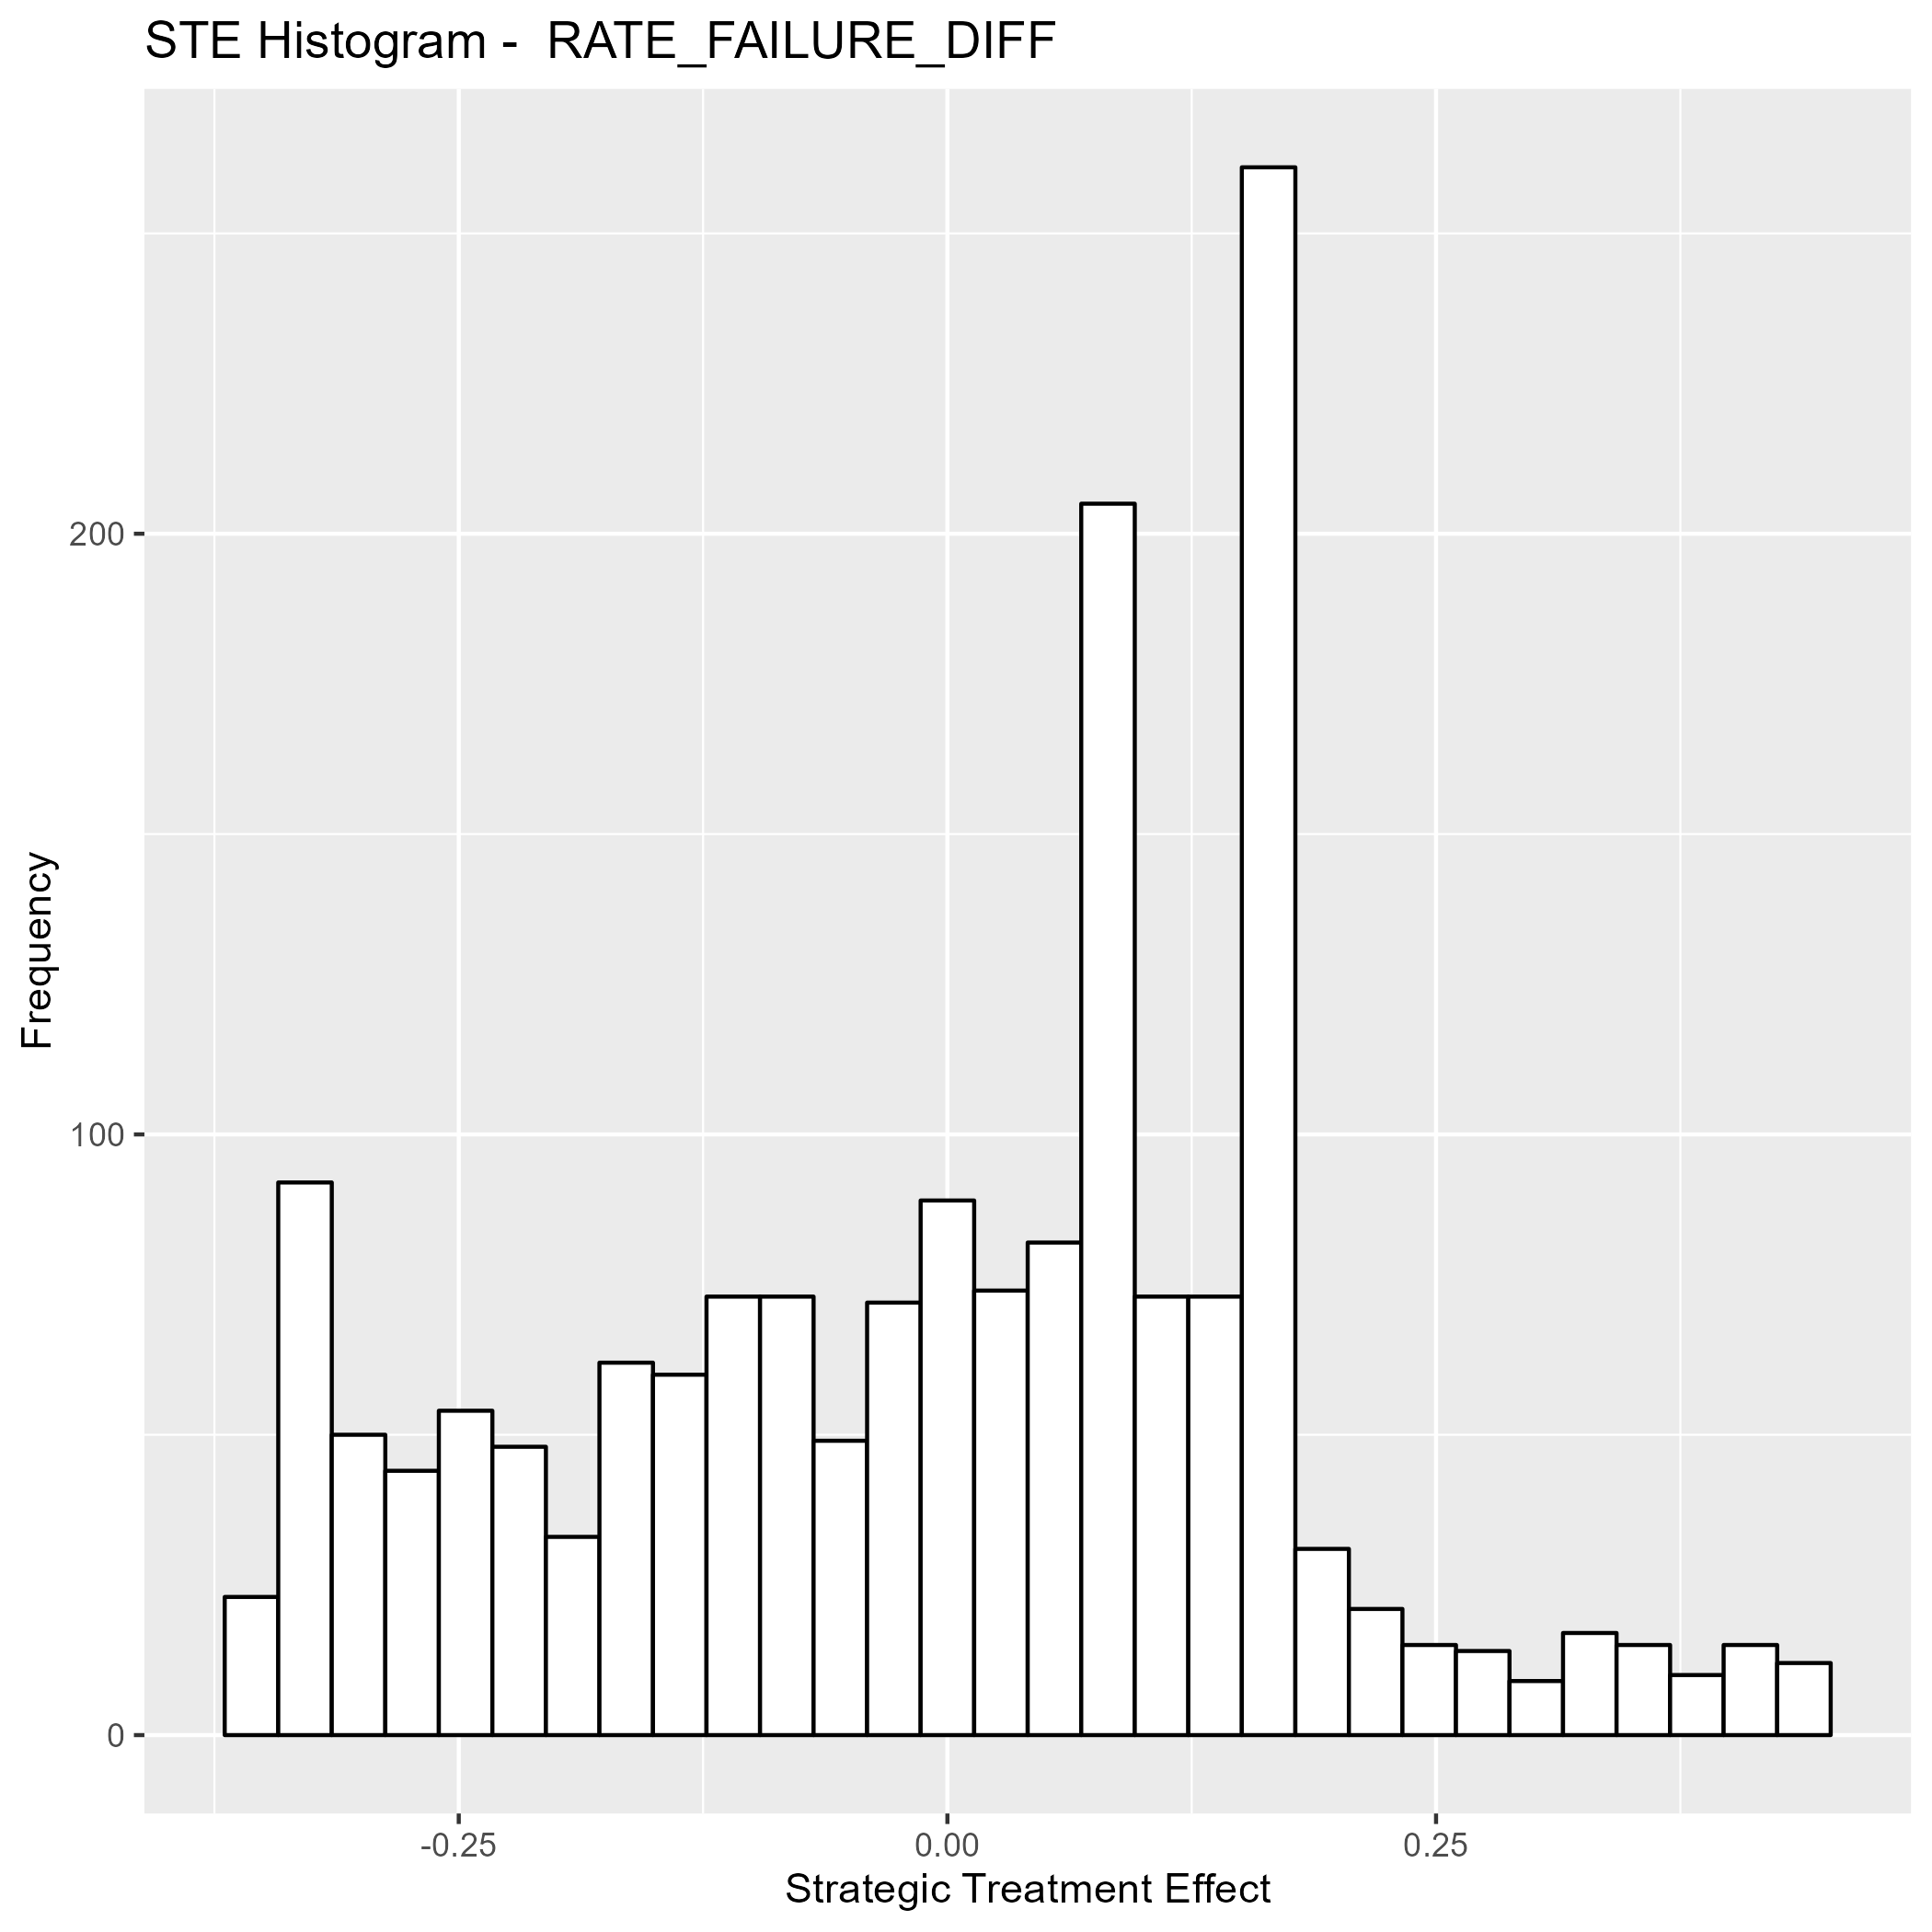 STE Histogram -  RATE_FAILURE_DIFF
Frequency
200
100
0
-0.25
0.00
0.25
Strategic Treatment Effect